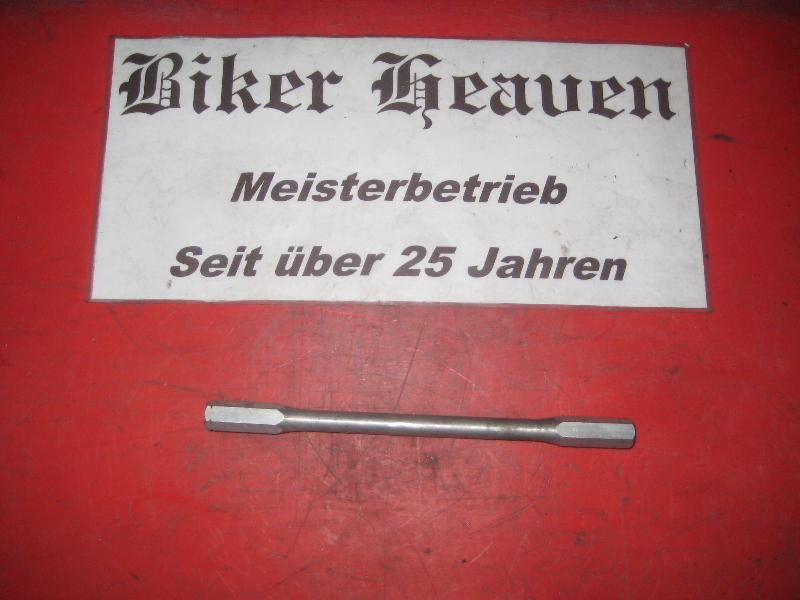 Biker Heaven
Meisterbetrieb
Seit über 25 Jahren